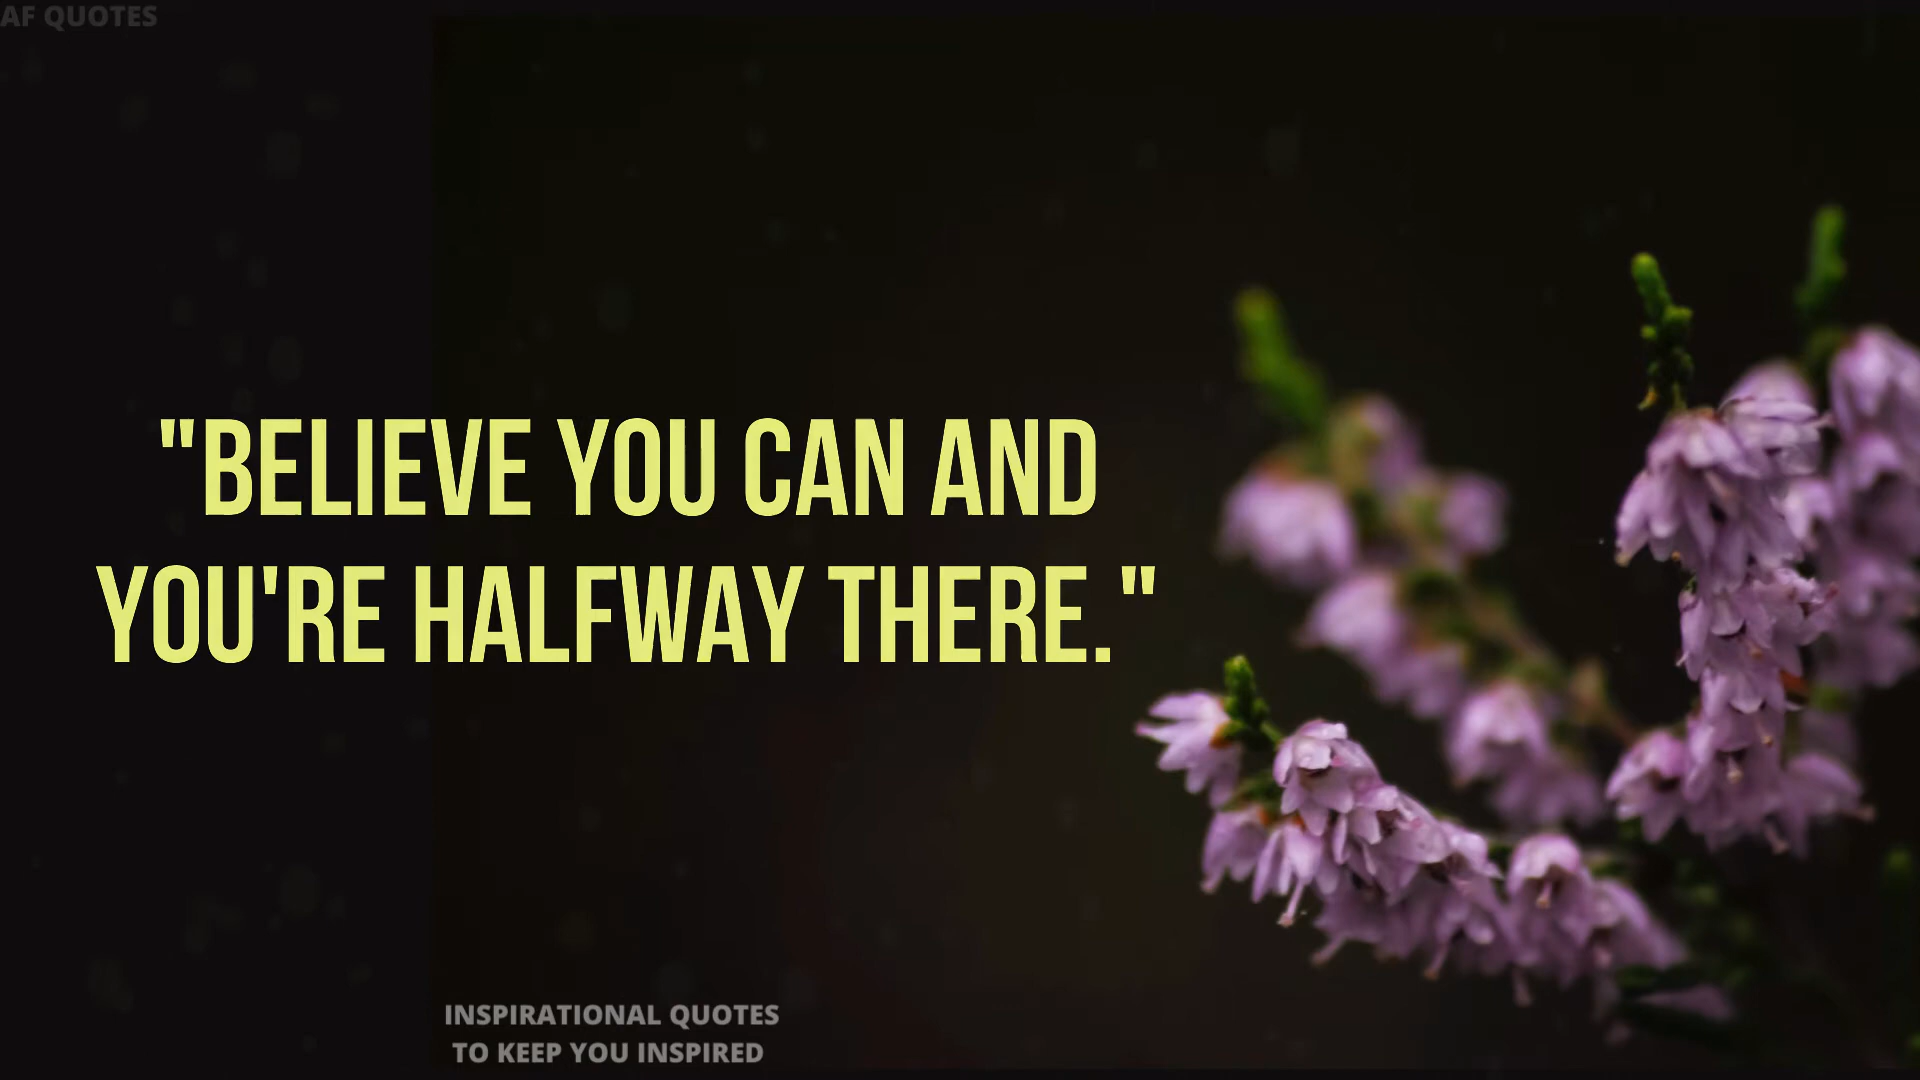 AF QUOTES
"BELIEVE YOU CAN AND
YOU'RE HALFWAY THERE."
INSPIRATIONAL QUOTES
TO KEEP YOU INSPIRED